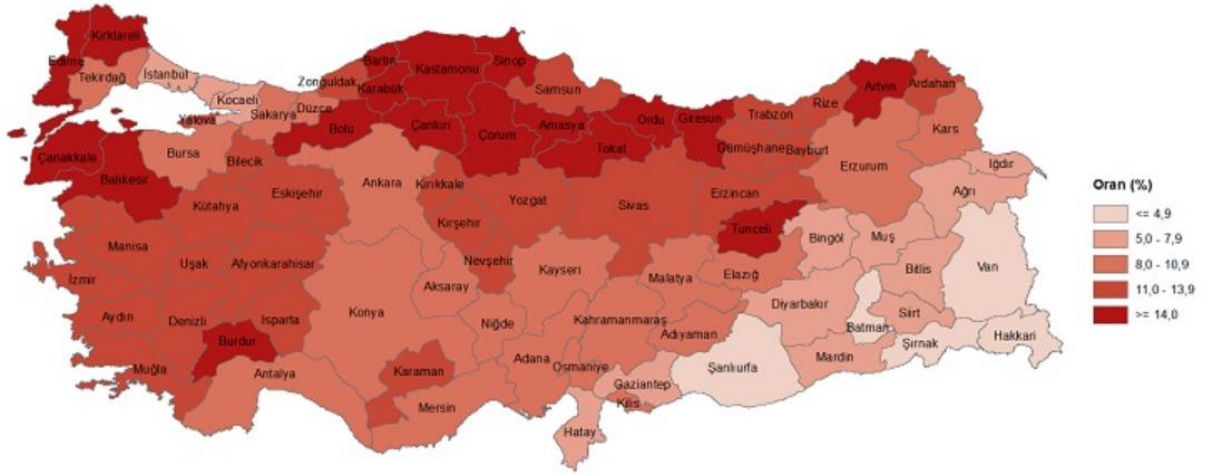 Kırklareli
Edirne
Tekirdağ
İstanbul
Kocaeli
Yalova
Sakarya
Düzce
Zonguldak
Bartın
Karabük
Kastamonu
Sinop
Samsun
Bolu
Çankırı
Çorum
Amasya
Tokat
Ordu
Giresun
Trabzon
Gümüşhane
Bayburt
Rize
Artvin
Ardahan
Kars
Iğdır
Erzurum
Ağrı
Çanakkale
Balıkesir
Bursa
Bilecik
Kütahya
Eskişehir
Ankara
Kırıkkale
Kırşehir
Yozgat
Sivas
Erzincan
Tunceli
Bingöl
Muş
Bitlis
Van
Manisa
İzmir
Uşak
Afyonkarahisar
Konya
Aksaray
Nevşehir
Kayseri
Malatya
Elazığ
Diyarbakır
Batman
Siirt
Şırnak
Hakkari
Aydın
Denizli
Isparta
Burdur
Muğla
Antalya
Karaman
Mersin
Niğde
Adana
Kahramanmaraş
Osmaniye
Adıyaman
Gaziantep
Kilis
Hatay
Şanlıurfa
Mardin
Oran (%)
<= 4,9
5,0 - 7,9
8,0 - 10,9
11,0 - 13,9
>= 14,0